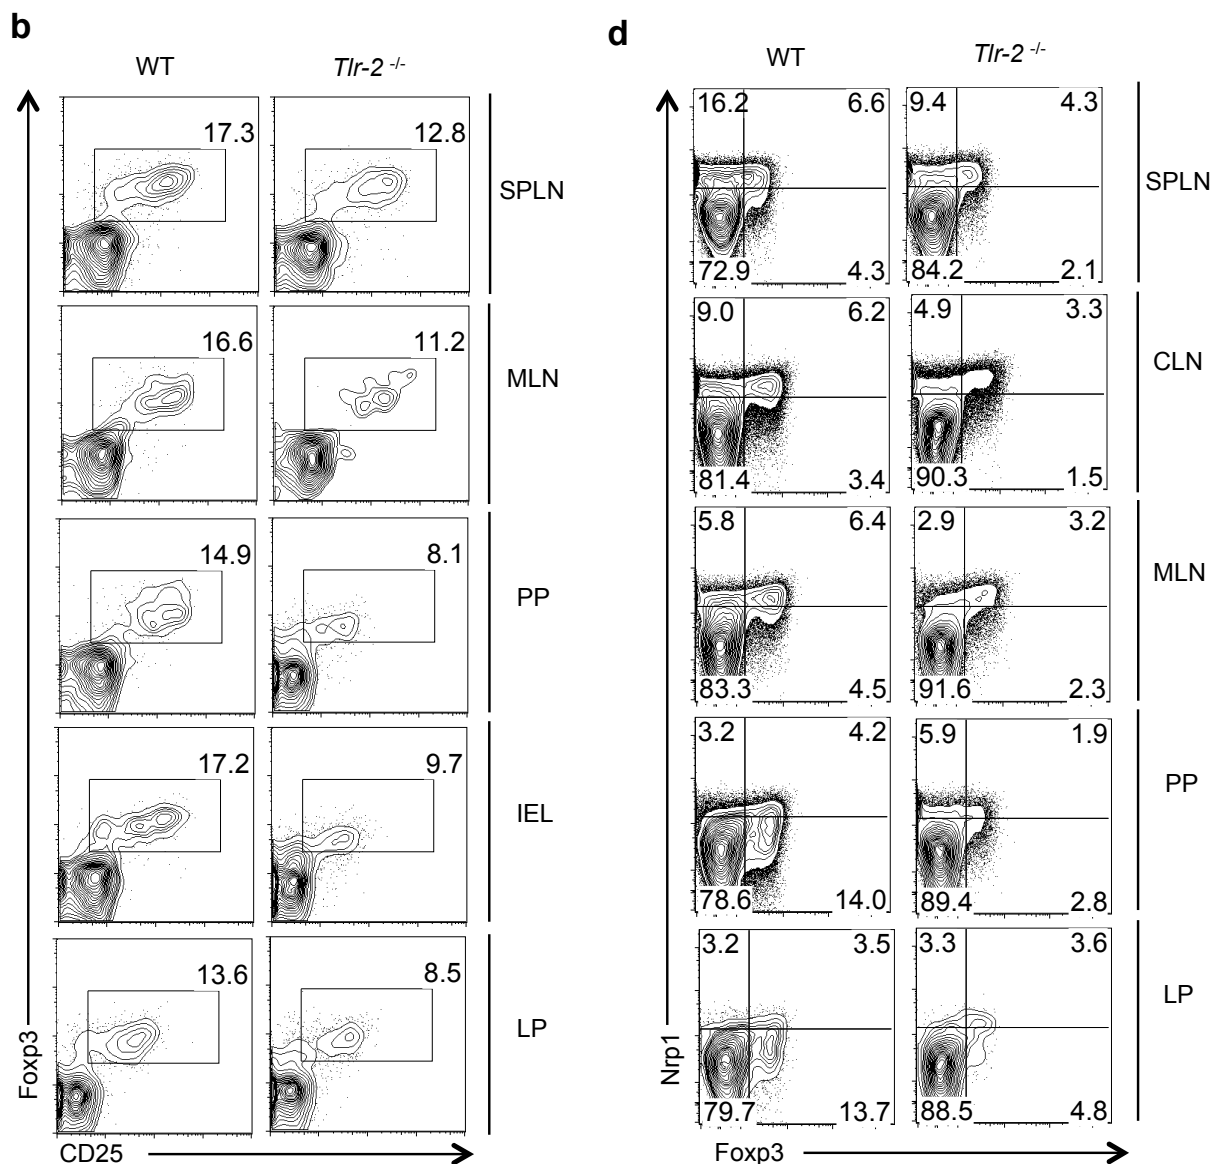 b
WT
Tlr-2 -/-
17.3
12.8
SPLN
16.6
11.2
MLN
14.9
8.1
PP
17.2
9.7
IEL
13.6
8.5
LP
Foxp3
CD25
d
WT
Tlr-2 -/-
16.2 6.6
9.4 4.3
SPLN
72.9 4.3
84.2 2.1
9.0 6.2
4.9 3.3
CLN
81.4 3.4
90.3 1.5
5.8 6.4
2.9 3.2
MLN
83.3 4.5
91.6 2.3
3.2 4.2
5.9 1.9
PP
78.6 14.0
89.4 2.8
3.2 3.5
3.3 3.6
LP
79.7 13.7
88.5 4.8
Nrp1
Foxp3